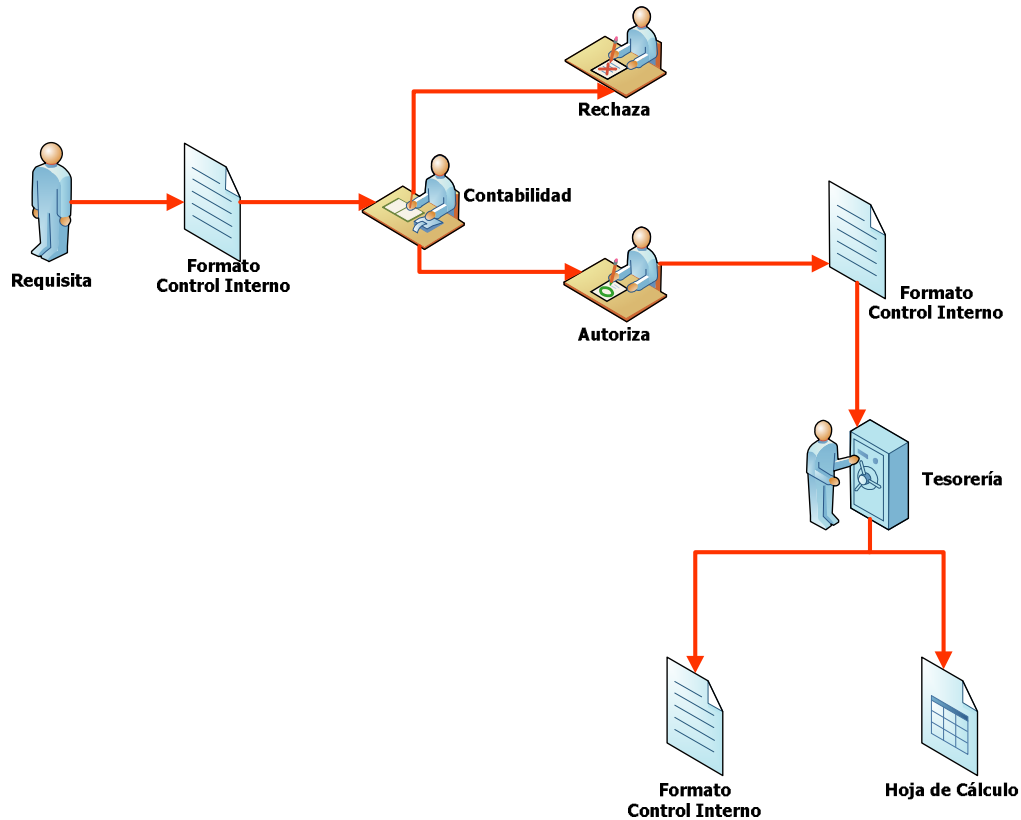 Rechaza
Contabilidad
Requisita
Formato
Control Interno
Autoriza
Formato
Control Interno
Tesorería
Formato
Control Interno
Hoja de Cálculo